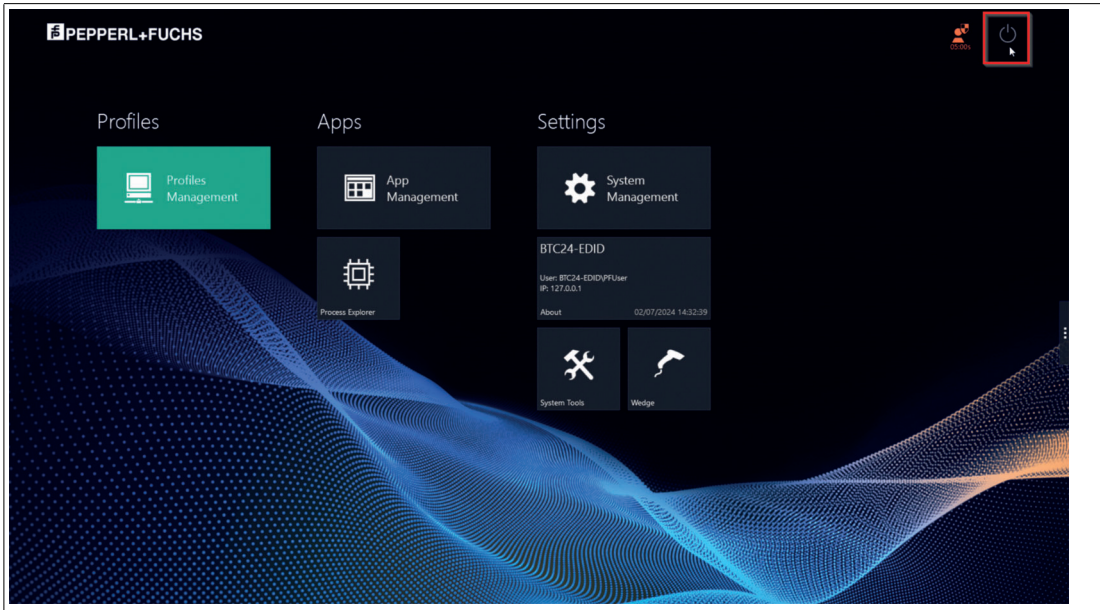 PEPPERL+FUCHS
05:00s
Profiles
Apps
Settings
Profiles
Management
App
Management
System
Management
Process Explorer
BTC24-EDID
User: BTC24-EDID\PFUser
IP: 127.0.0.1
About 02/07/2024 14:32:39
System Tools
Wedge